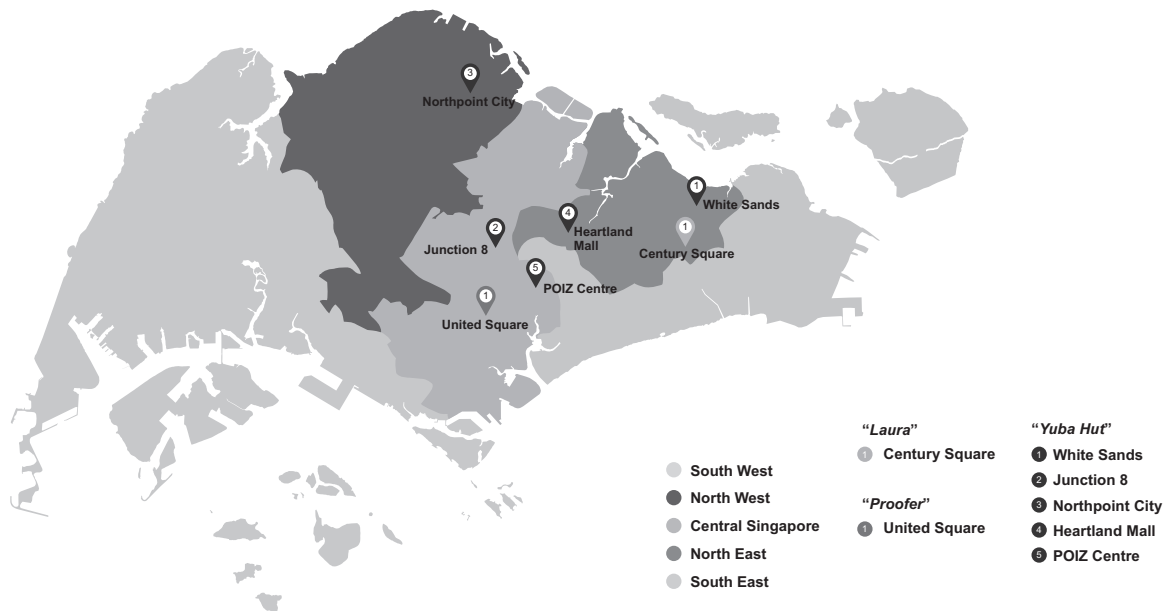 3
Northpoint City
1
White Sands
2
Junction 8
4
Heartland
Mall
1
Century Square
5
POIZ Centre
1
United Square
South West
North West
Central Singapore
North East
South East
“Laura”
1 Century Square
“Proofer”
1 United Square
“Yuba Hut”
1 White Sands
2 Junction 8
3 Northpoint City
4 Heartland Mall
5 POIZ Centre